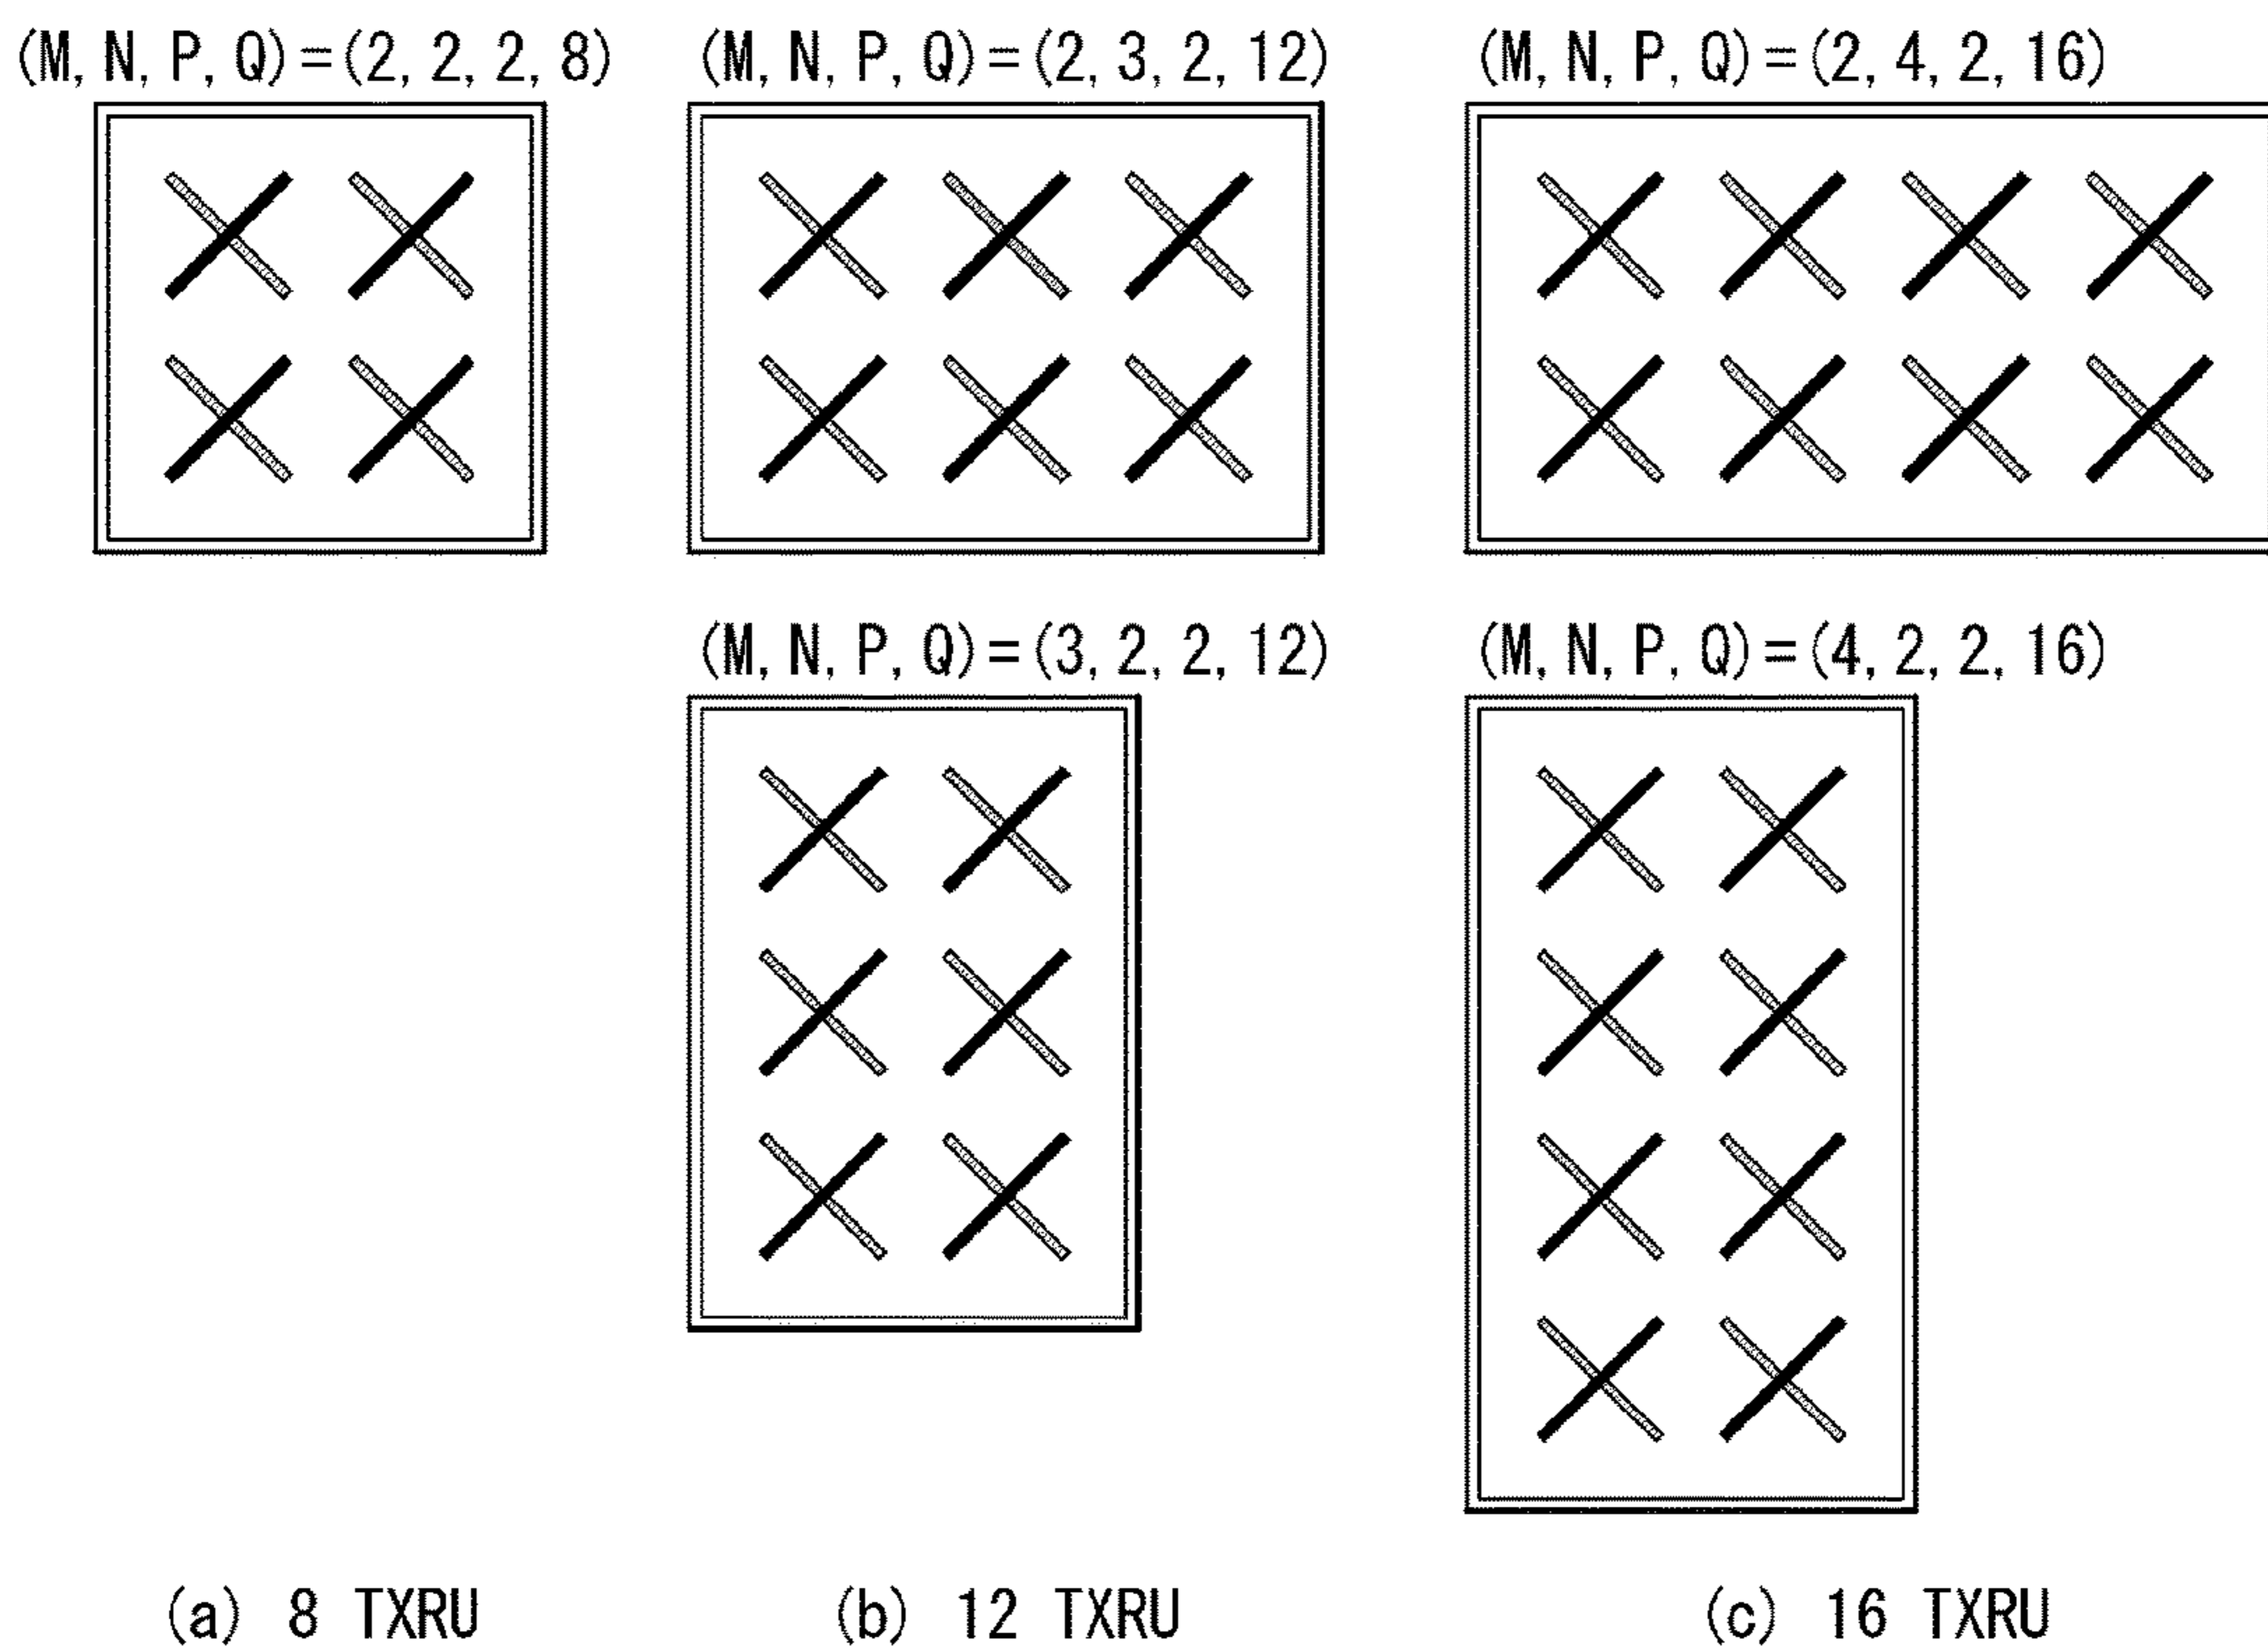 (M, N, P, Q)=(2, 2, 2, 8)
(M, N, P, Q)=(2, 3, 2, 12)
(M, N, P, Q)=(2, 4, 2, 16)
(M, N, P, Q)=(3, 2, 2, 12)
(M, N, P, Q)=(4, 2, 2, 16)
(a) 8 TXRU
(b) 12 TXRU
(c) 16 TXRU